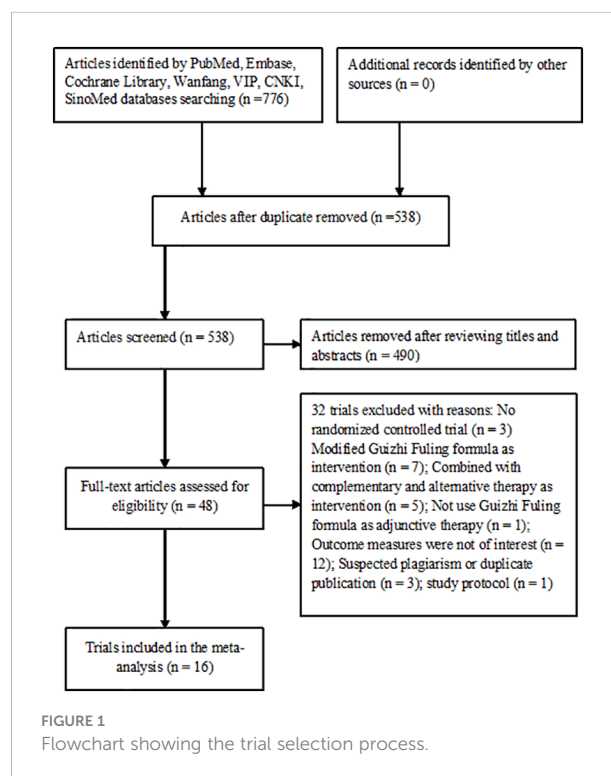 Articles identified by PubMed, Embase,
Cochrane Library, Wanfang, VIP, CNKI,
SinoMed databases searching (n =776)
Additional records identified by other
sources (n = 0)
Articles after duplicate removed (n =538)
Articles screened (n = 538)
Articles removed after reviewing titles and
abstracts (n = 490)
32 trials excluded with reasons: No
randomized controlled trial (n = 3)
Modified Guizhi Fuling formula as
intervention (n = 7); Combined with
complementary and alternative therapy as
intervention (n = 5); Not use Guizhi Fuling
formula as adjunctive therapy (n = 1);
Outcome measures were not of interest (n =
12); Suspected plagiarism or duplicate
publication (n = 3); study protocol (n = 1)
Full-text articles assessed for
eligibility (n = 48)
Trials included in the meta-
analysis (n = 16)
FIGURE 1
Flowchart showing the trial selection process.